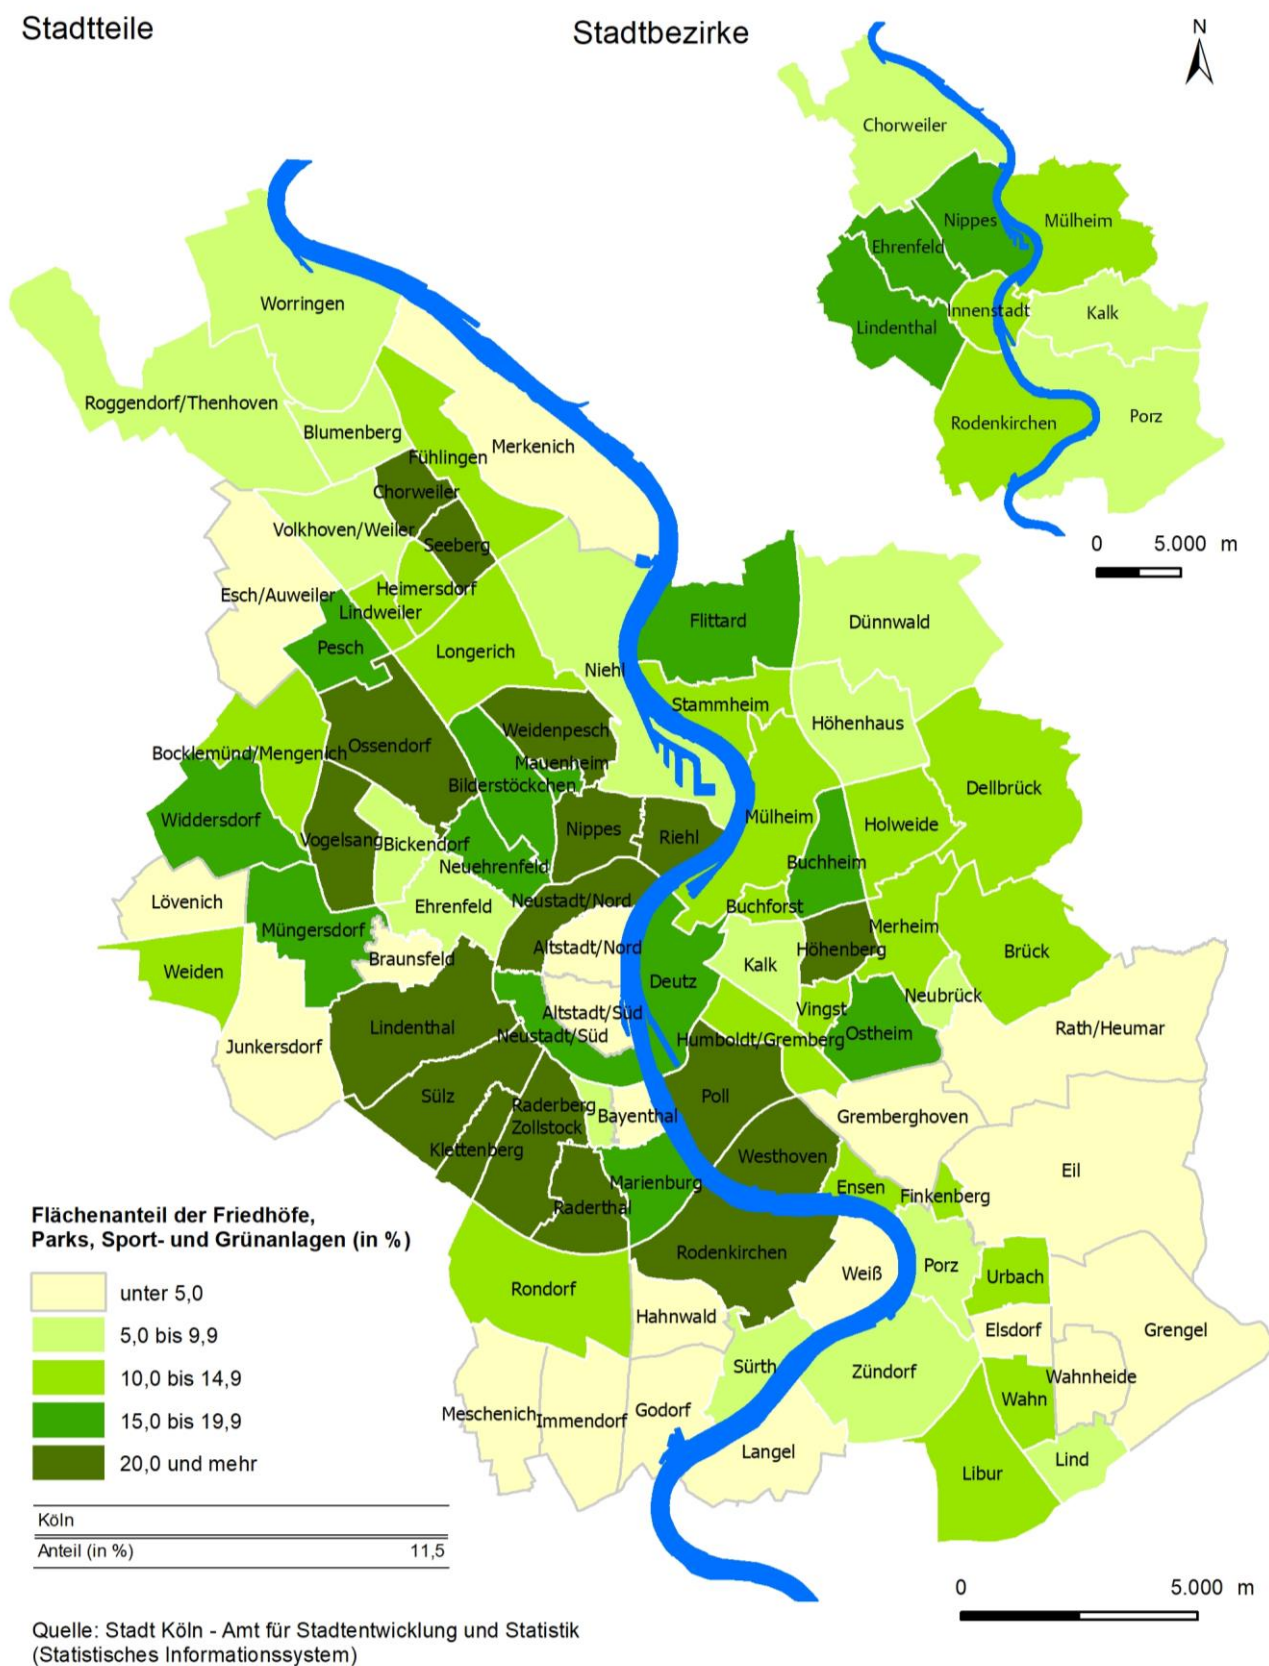 Stadtteile
Stadtbezirke
N
Chorweiler
Nippes
Mülheim
Ehrenfeld
Innenstadt
Kalk
Lindenthal
Rodenkirchen
Porz
0 5.000 m
Worringen
Roggendorf/Thenhoven
Blumenberg
Merkenich
Fühlingen
Chorweiler
Volkhoven/Weiler
Seeberg
Heimersdorf
Esch/Auweiler
Lindweiler
Pesch
Longerich
Niehl
Flittard
Dünnwald
Stammheim
Höhenhaus
Weidenpesch
Ossendorf
Bocklemünd/Mengenich
Mauenheim
Bilderstöckchen
Dellbrück
Widdersdorf
Vogelsang
Bickendorf
Nippes
Riehl
Mülheim
Holweide
Neuehrenfeld
Buchheim
Lövenich
Ehrenfeld
Neustadt/Nord
Buchforst
Müngersdorf
Merheim
Braunsfeld
Altstadt/Nord
Höhenberg
Brück
Weiden
Kalk
Deutz
Neubrück
Altstadt/Süd
Vingst
Lindenthal
Neustadt/Süd
Humboldt/Gremberg
Ostheim
Rath/Heumar
Junkersdorf
Sülz
Raderberg
Zollstock
Bayenthal
Poll
Gremberghoven
Klettenberg
Westhoven
Eil
Marienburg
Ensen
Finkenberg
Raderthal
Rodenkirchen
Weiß
Porz
Urbach
Rondorf
Hahnwald
Elsdorf
Grengel
Sürth
Zündorf
Wahnheide
Wahn
Meschenich
Immendorf
Godorf
Langel
Libur
Lind
Flächenanteil der Friedhöfe,
Parks, Sport- und Grünanlagen (in %)
unter 5,0
5,0 bis 9,9
10,0 bis 14,9
15,0 bis 19,9
20,0 und mehr
Köln
Anteil (in %) 11,5
0 5.000 m
Quelle: Stadt Köln - Amt für Stadtentwicklung und Statistik
(Statistisches Informationssystem)